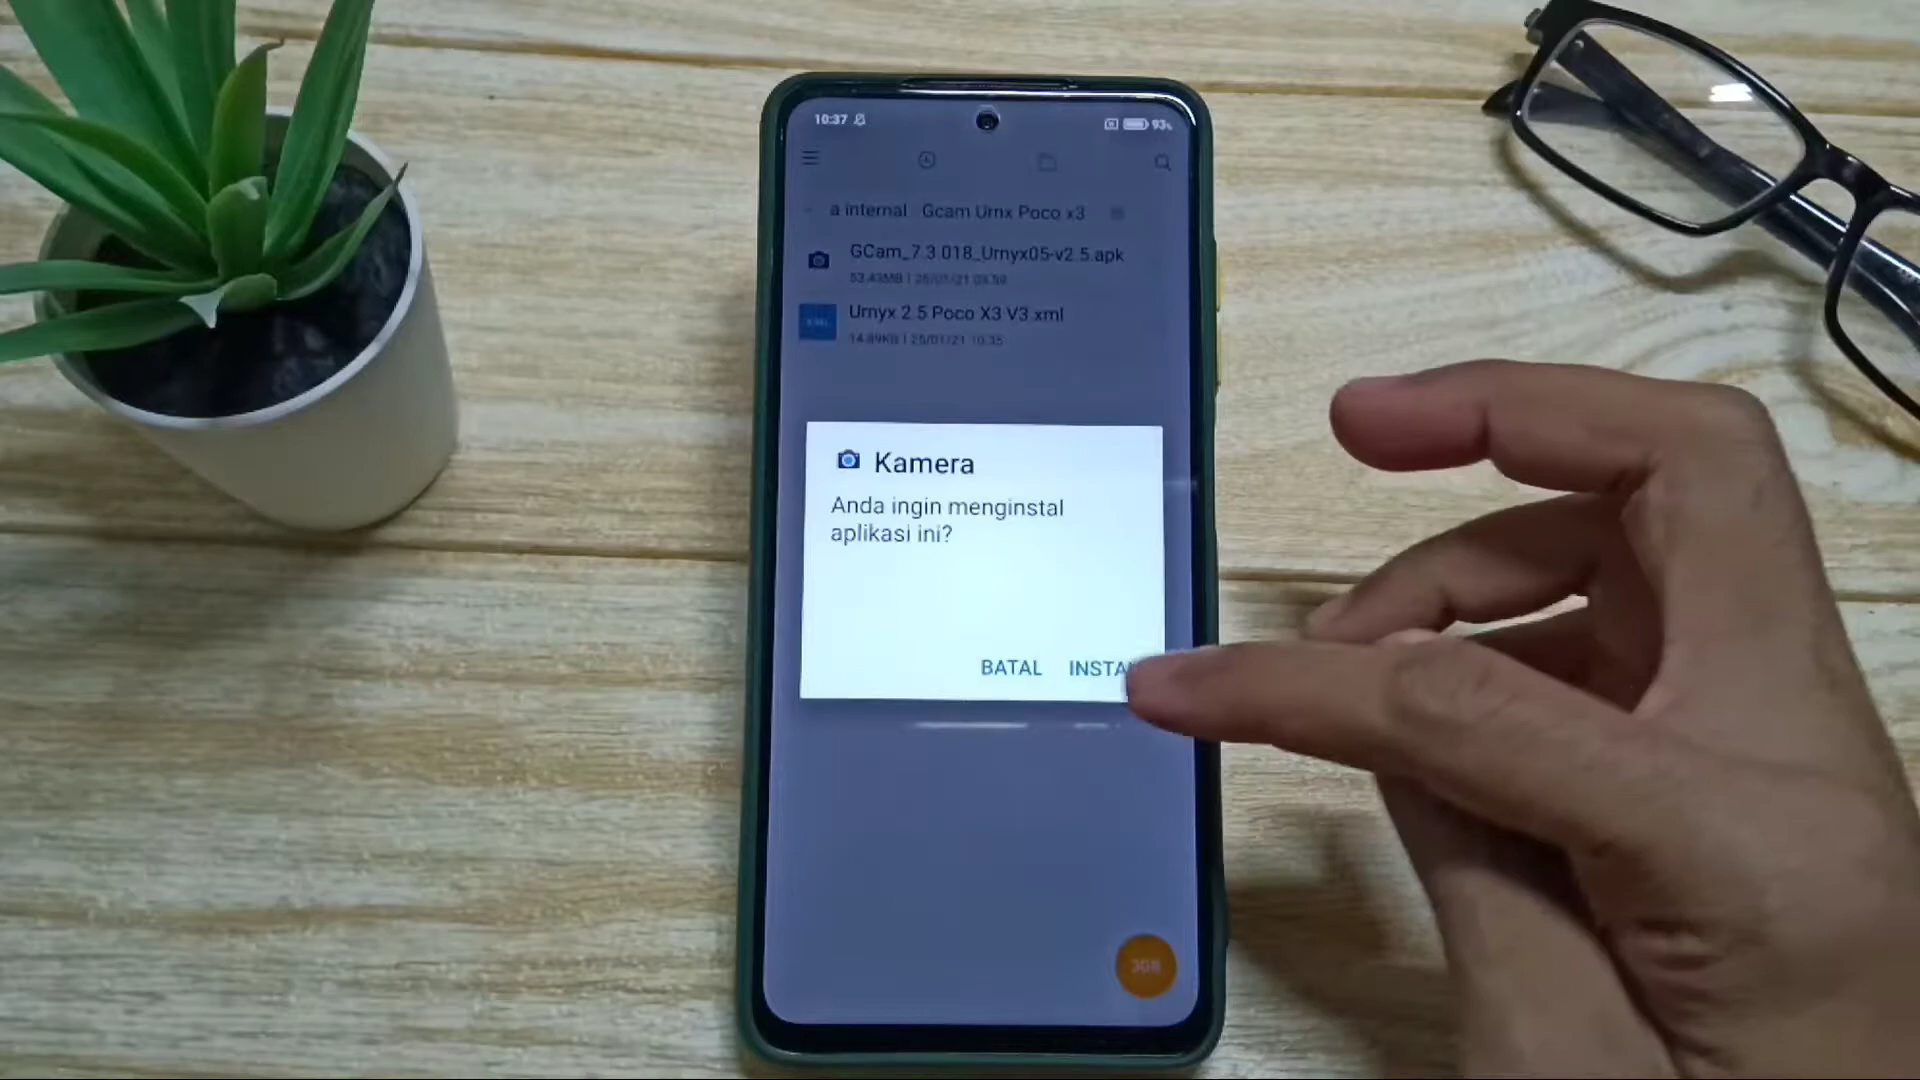 10:37
93%
a internal Gcam Urnx Poco x3
GCam_7.3.018_Urnyx05-v2.5.apk
53.43MB | 25/01/21 09.59
Urnyx 2.5 Poco X3 V3.xml
14.89KB | 25/01/21 10.35
Kamera
Anda ingin menginstal
aplikasi ini?
BATAL INSTAL